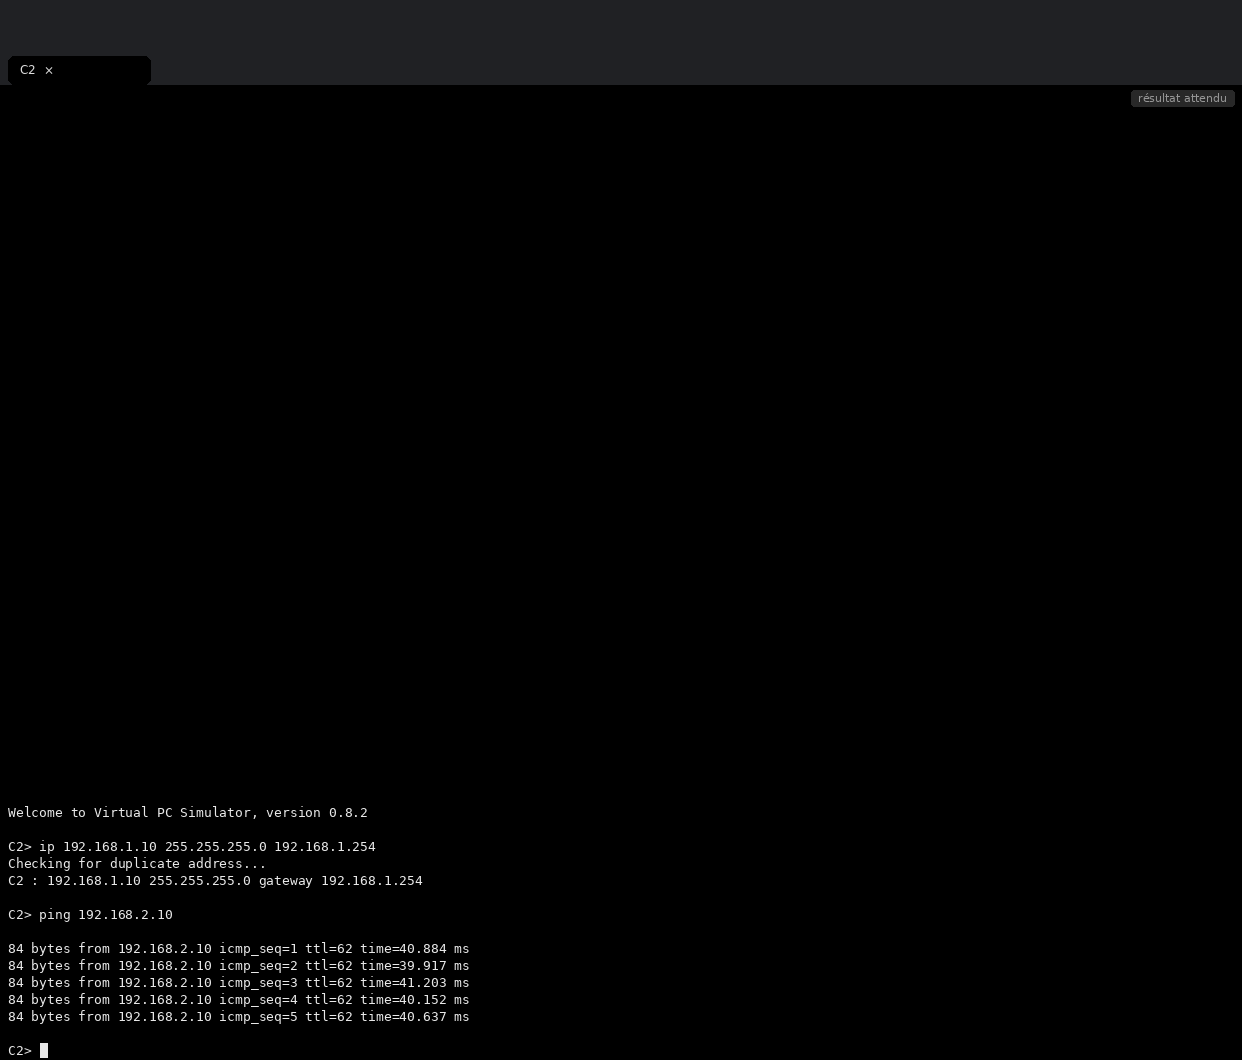 C2 ×
résultat attendu
Welcome to Virtual PC Simulator, version 0.8.2
C2> ip 192.168.1.10 255.255.255.0 192.168.1.254
Checking for duplicate address...
C2 : 192.168.1.10 255.255.255.0 gateway 192.168.1.254
C2> ping 192.168.2.10
84 bytes from 192.168.2.10 icmp_seq=1 ttl=62 time=40.884 ms
84 bytes from 192.168.2.10 icmp_seq=2 ttl=62 time=39.917 ms
84 bytes from 192.168.2.10 icmp_seq=3 ttl=62 time=41.203 ms
84 bytes from 192.168.2.10 icmp_seq=4 ttl=62 time=40.152 ms
84 bytes from 192.168.2.10 icmp_seq=5 ttl=62 time=40.637 ms
C2>